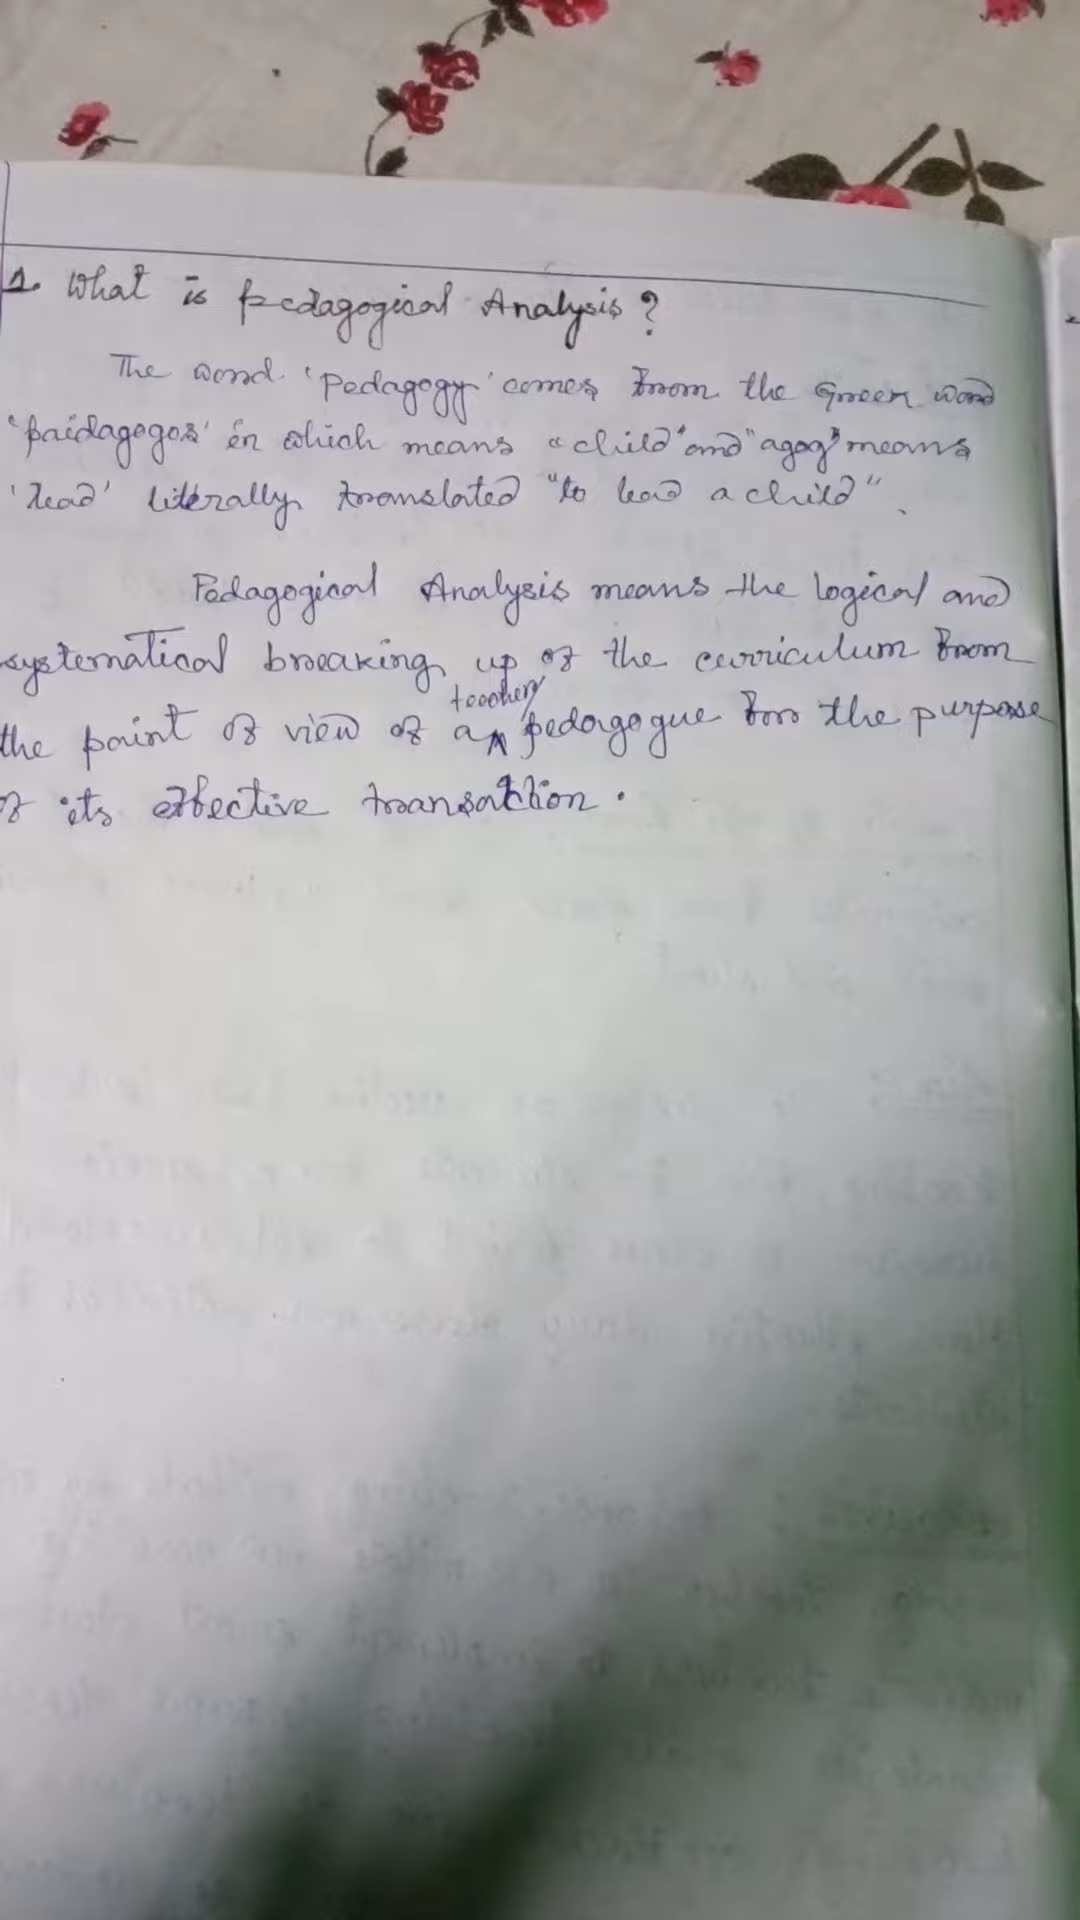 1. What is pedagogical Analysis?
The word 'pedagogy' comes from the Greek word
'paidagogos' in which means "child" and "agog" means
'lead' literally translated "to lead a child".
Pedagogical Analysis means the logical and
systematical breaking up of the curriculum from
teacher/
the point of view of a pedagogue for the purpose
of its effective transaction.